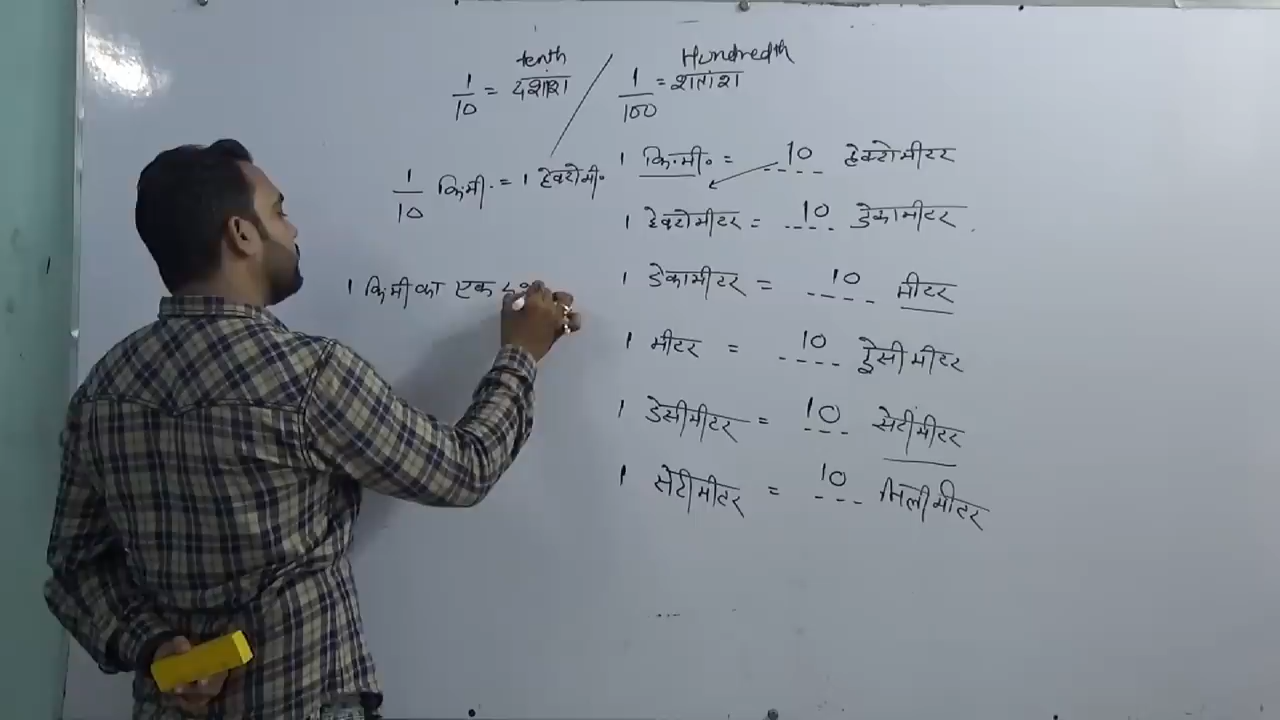 tenth Hundredth
1/10 = दशांश / 1/100 = शतांश
1/10 किमी. = 1 हेक्टोमी.
1 किमी का एक
1 कि.मी. = 10 हेक्टोमीटर
1 हेक्टोमीटर = 10 डेकामीटर
1 डेकामीटर = 10 मीटर
1 मीटर = 10 डेसीमीटर
1 डेसीमीटर = 10 सेंटीमीटर
1 सेंटीमीटर = 10 मिलीमीटर